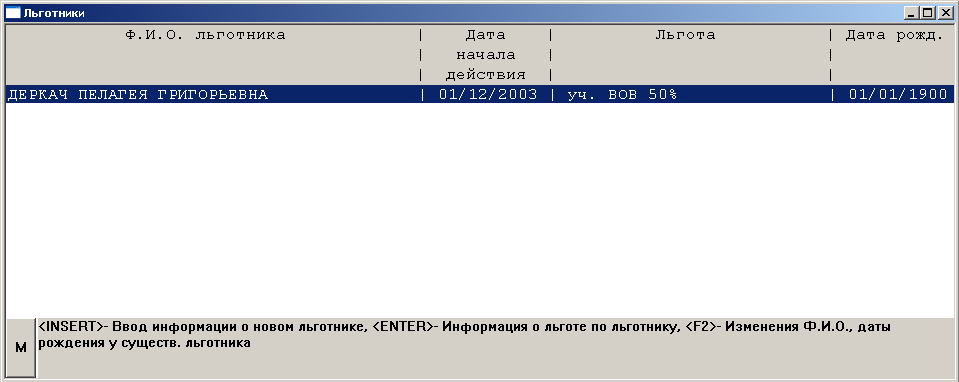 Льготники
Ф.И.О. льготника | Дата | Льгота | Дата рожд.
| начала | |
| действия | |
ДЕРКАЧ ПЕЛАГЕЯ ГРИГОРЬЕВНА | 01/12/2003 | уч. ВОВ 50% | 01/01/1900
М
<INSERT>- Ввод информации о новом льготнике, <ENTER>- Информация о льготе по льготнику, <F2>- Изменения Ф.И.О., даты
рождения у существ. льготника